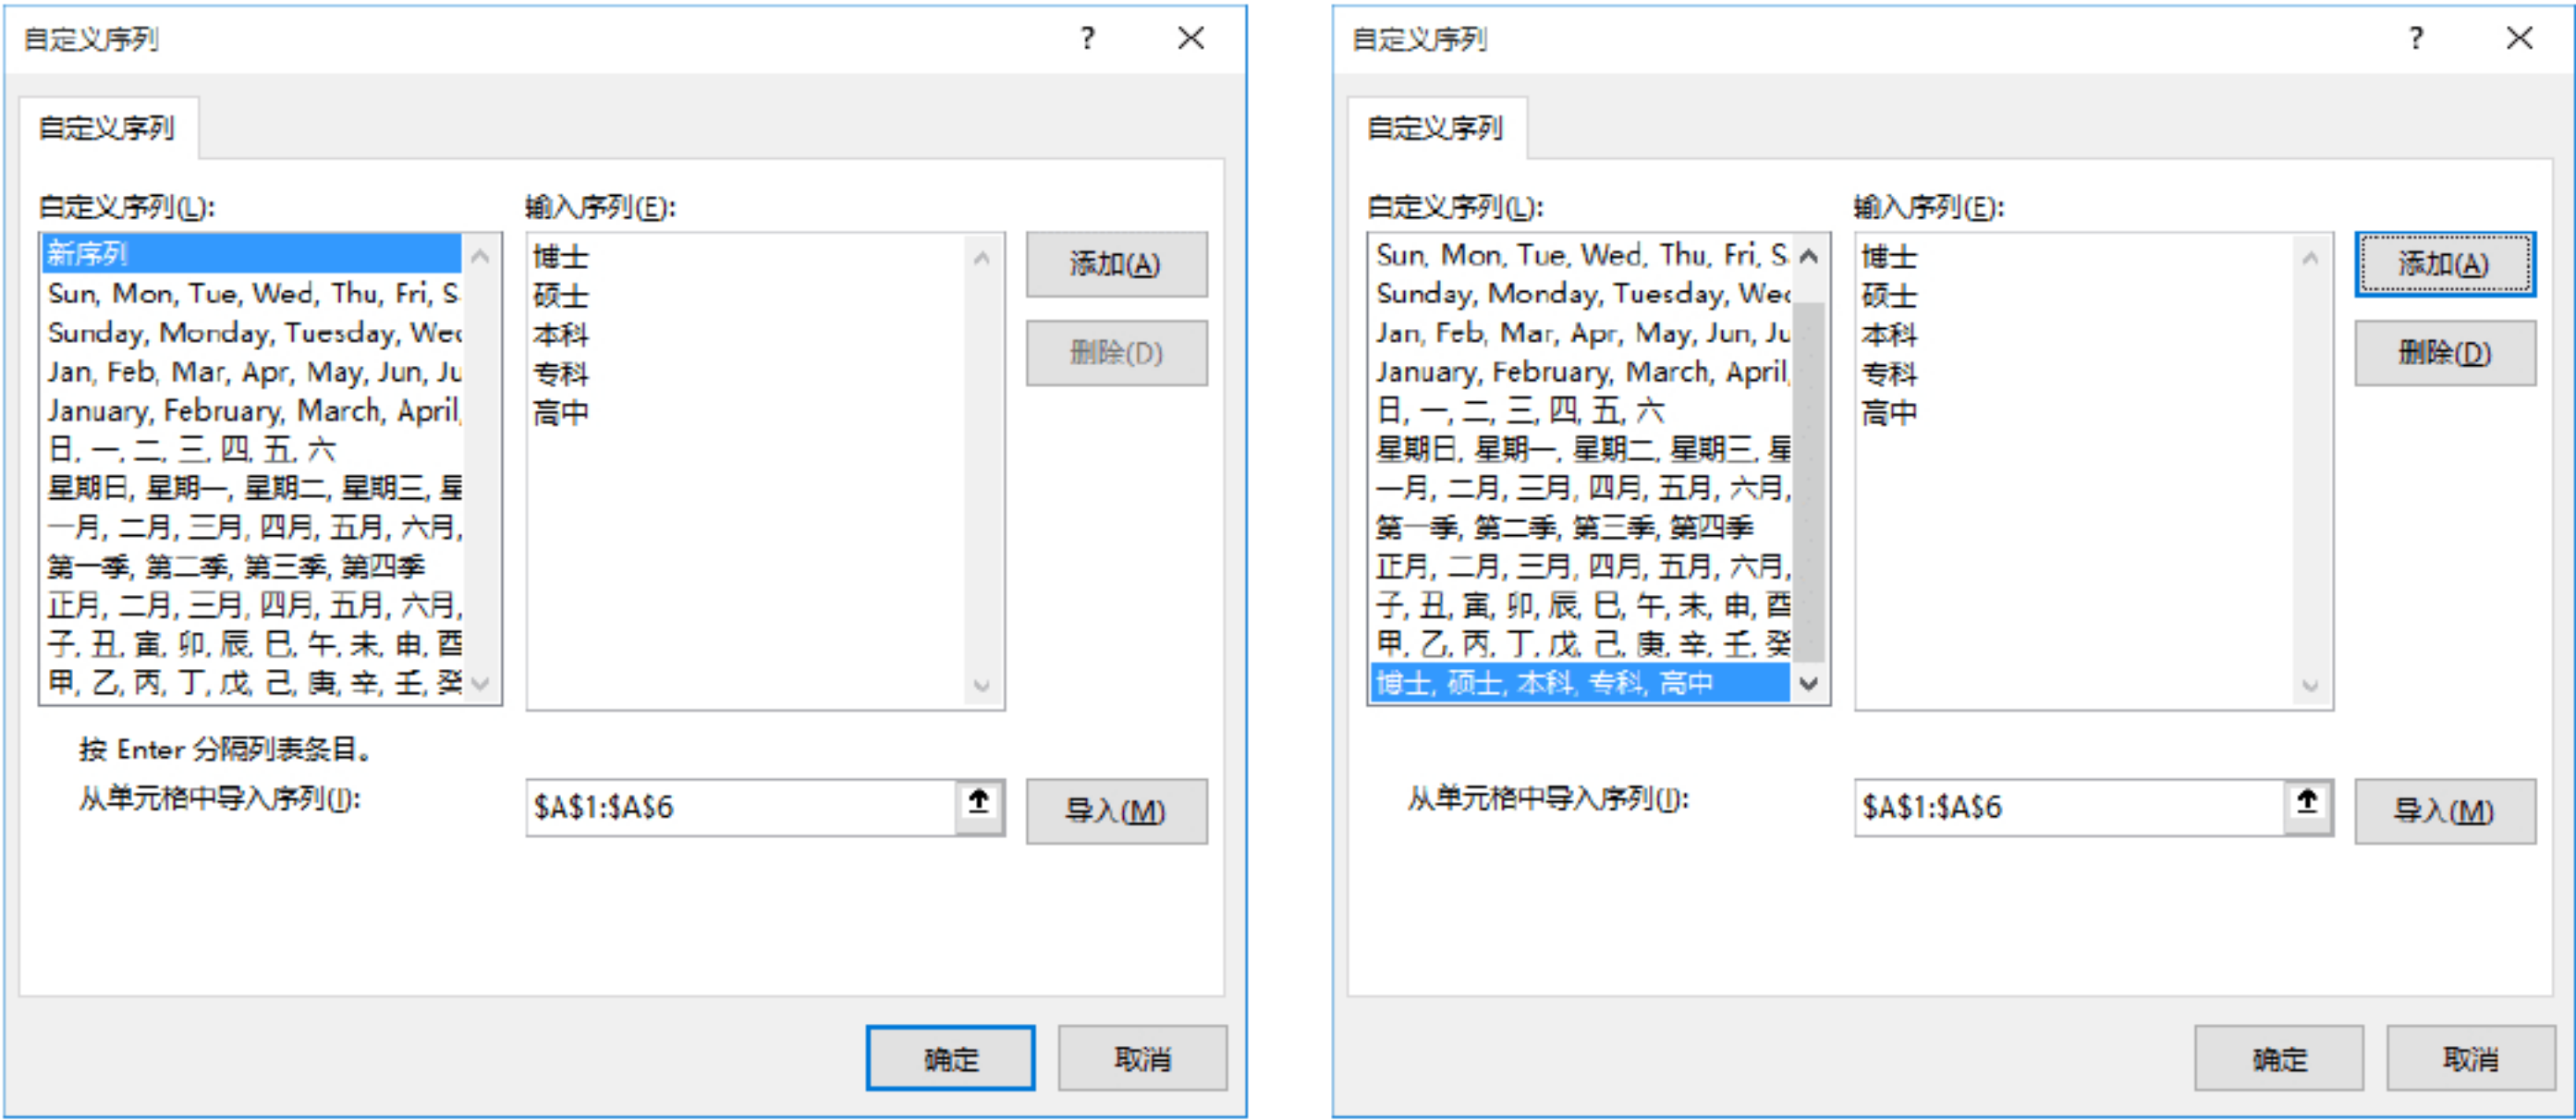 自定义序列 ?
自定义序列
自定义序列(L):
新序列
Sun, Mon, Tue, Wed, Thu, Fri, S
Sunday, Monday, Tuesday, Wed
Jan, Feb, Mar, Apr, May, Jun, Ju
January, February, March, April,
日, 一, 二, 三, 四, 五, 六
星期日, 星期一, 星期二, 星期三, 星
一月, 二月, 三月, 四月, 五月, 六月,
第一季, 第二季, 第三季, 第四季
正月, 二月, 三月, 四月, 五月, 六月,
子, 丑, 寅, 卯, 辰, 巳, 午, 未, 申, 酉
甲, 乙, 丙, 丁, 戊, 己, 庚, 辛, 壬, 癸
输入序列(E):
博士
硕士
本科
专科
高中
添加(A)
删除(D)
按 Enter 分隔列表条目。
从单元格中导入序列(I):
$A$1:$A$6
导入(M)
确定
取消
自定义序列 ?
自定义序列
自定义序列(L):
Sun, Mon, Tue, Wed, Thu, Fri, S
Sunday, Monday, Tuesday, Wed
Jan, Feb, Mar, Apr, May, Jun, Ju
January, February, March, April,
日, 一, 二, 三, 四, 五, 六
星期日, 星期一, 星期二, 星期三, 星
一月, 二月, 三月, 四月, 五月, 六月,
第一季, 第二季, 第三季, 第四季
正月, 二月, 三月, 四月, 五月, 六月,
子, 丑, 寅, 卯, 辰, 巳, 午, 未, 申, 酉
甲, 乙, 丙, 丁, 戊, 己, 庚, 辛, 壬, 癸
博士, 硕士, 本科, 专科, 高中
输入序列(E):
博士
硕士
本科
专科
高中
添加(A)
删除(D)
从单元格中导入序列(I):
$A$1:$A$6
导入(M)
确定
取消